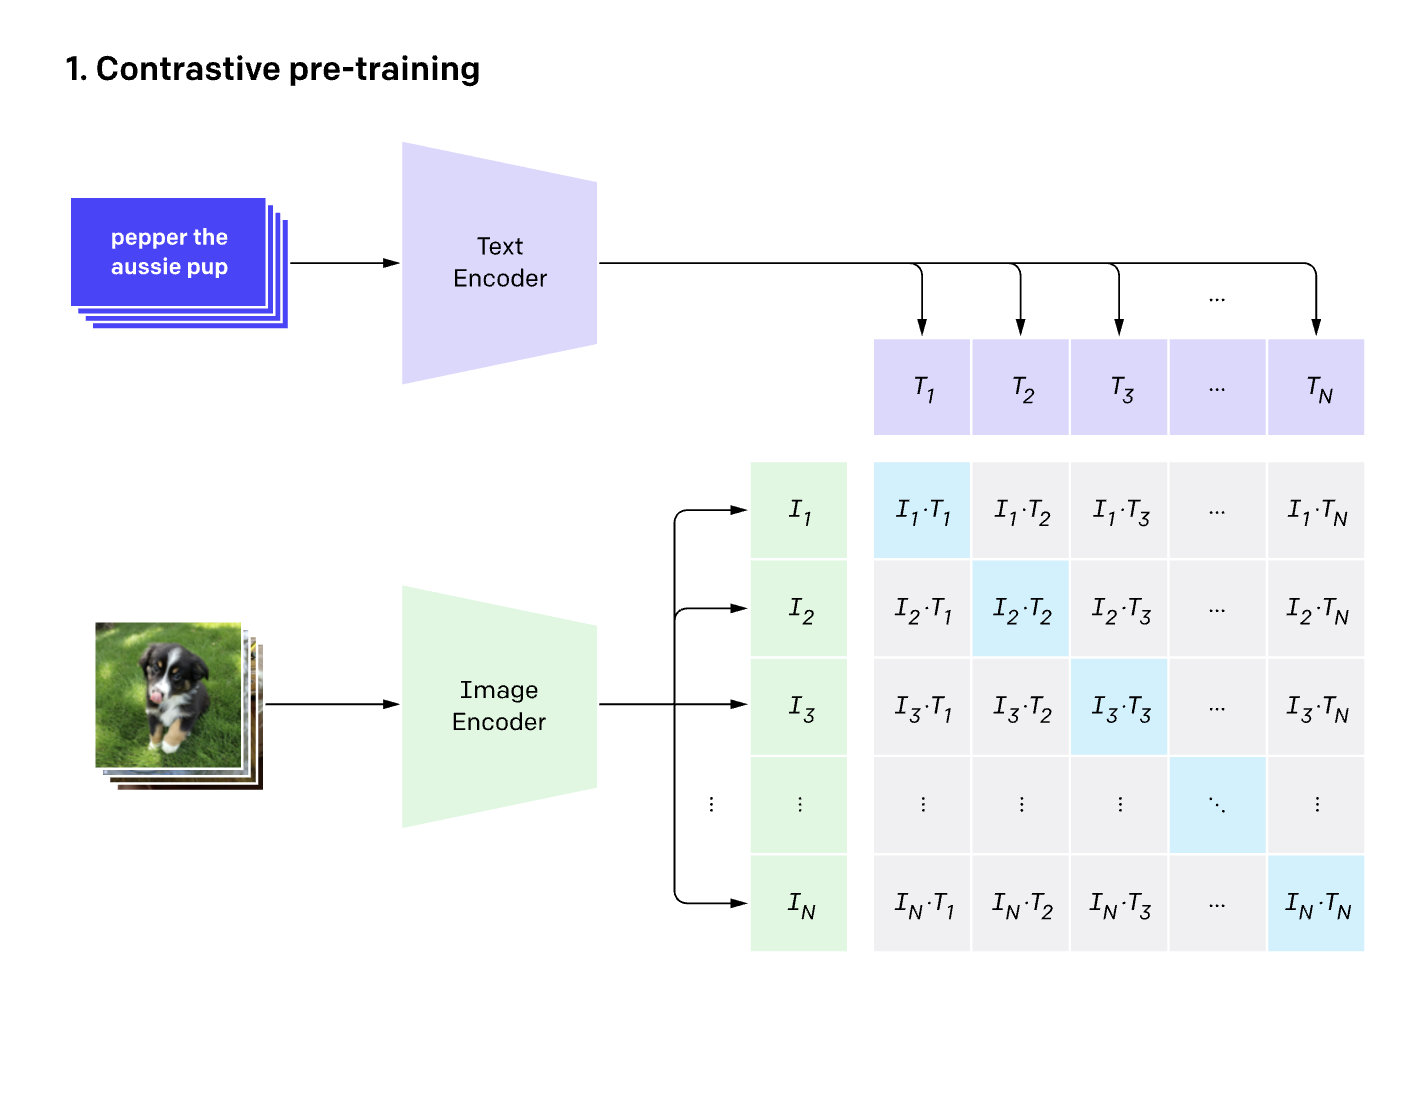 1. Contrastive pre-training
pepper the
aussie pup
Text
Encoder
...
T1 T2 T3 ... TN
I1 I1·T1 I1·T2 I1·T3 ... I1·TN
I2 I2·T1 I2·T2 I2·T3 ... I2·TN
Image
Encoder
I3 I3·T1 I3·T2 I3·T3 ... I3·TN
⋮ ⋮ ⋮ ⋮ ⋮ ⋱ ⋮
IN IN·T1 IN·T2 IN·T3 ... IN·TN